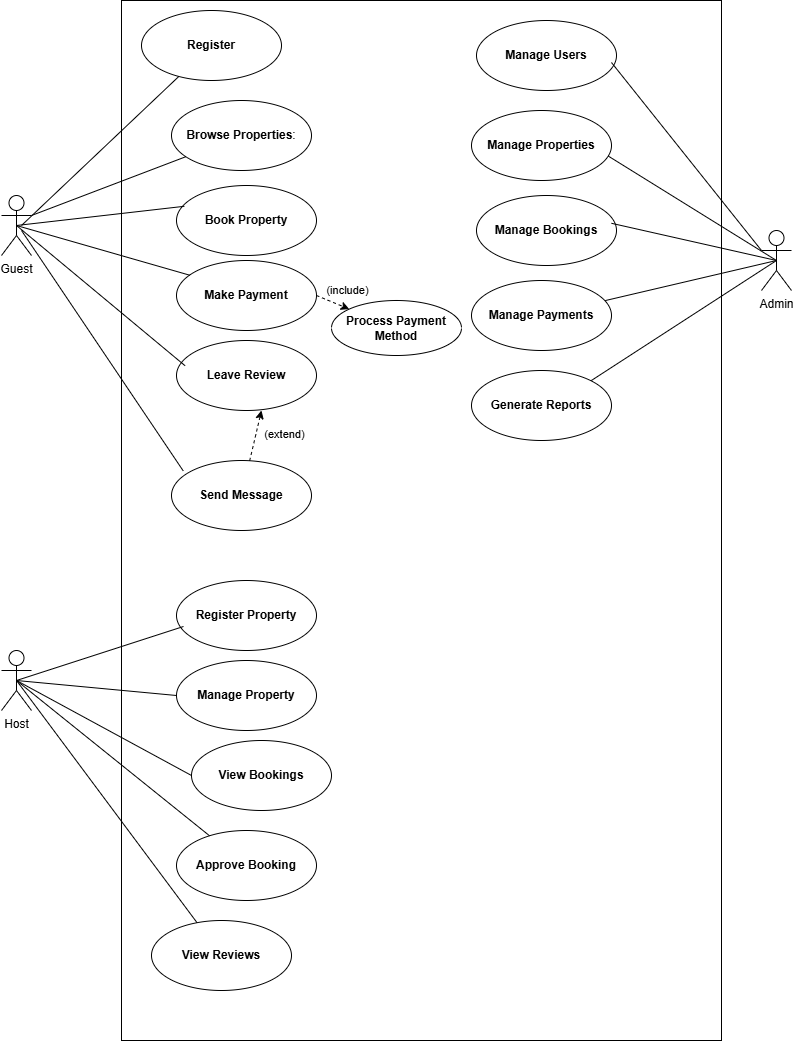 Register
Browse Properties:
Book Property
Make Payment
(include)
Process Payment
Method
Leave Review
(extend)
Send Message
Guest
Manage Users
Manage Properties
Manage Bookings
Manage Payments
Generate Reports
Admin
Register Property
Manage Property
View Bookings
Approve Booking
View Reviews
Host